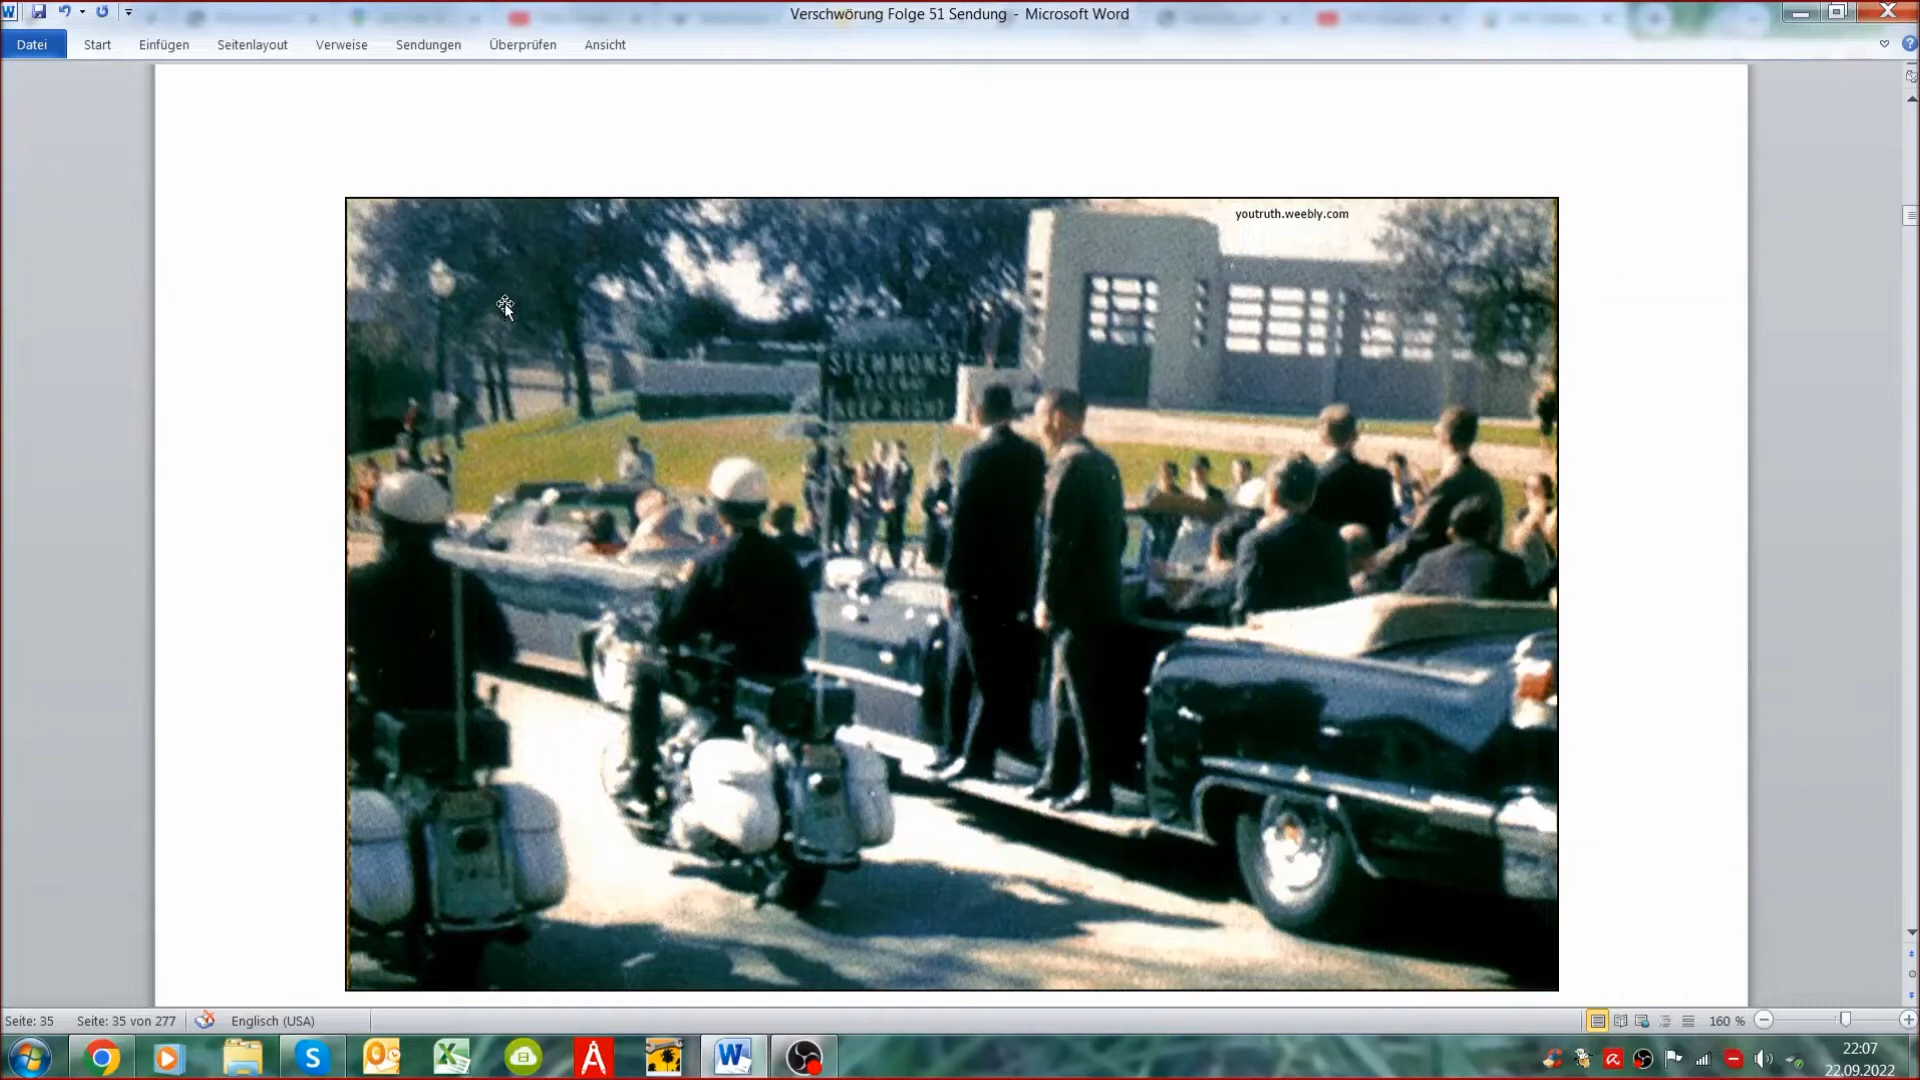 Verschwörung Folge 51 Sendung - Microsoft Word
Datei Start Einfügen Seitenlayout Verweise Sendungen Überprüfen Ansicht
youtruth.weebly.com
STEMMONS
FREEWAY
KEEP RIGHT
Seite: 35 Seite: 35 von 277 Englisch (USA) 160 %
22:07
22.09.2022